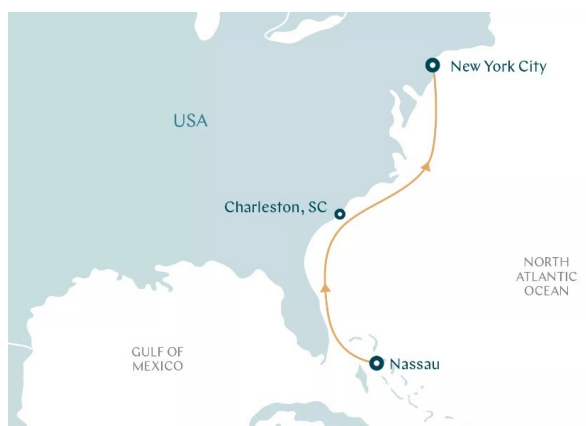 New York City
USA
Charleston, SC
NORTH
ATLANTIC
OCEAN
GULF OF
MEXICO
Nassau